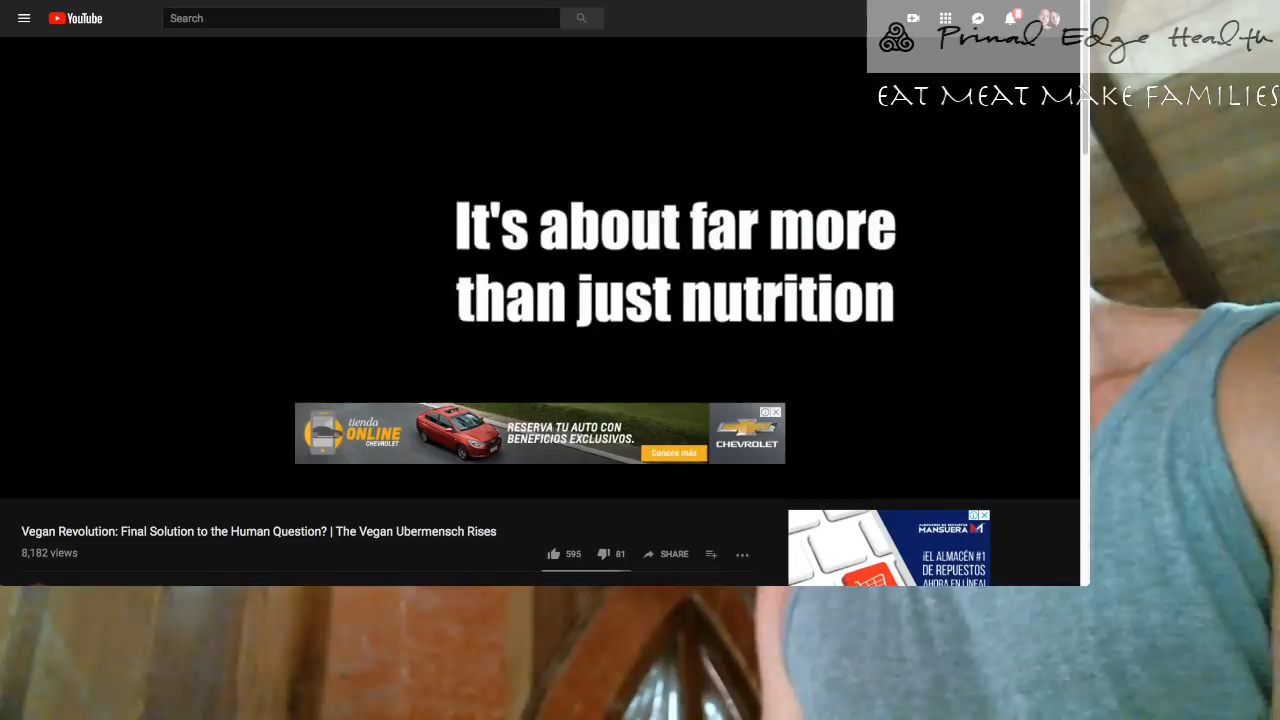 YouTube
Search
Primal Edge Health
EAT MEAT MAKE FAMILIES
It's about far more
than just nutrition
tienda
ONLINE
CHEVROLET
RESERVA TU AUTO CON
BENEFICIOS EXCLUSIVOS.
Conoce más
CHEVROLET
Vegan Revolution: Final Solution to the Human Question? | The Vegan Ubermensch Rises
8,182 views
595
81
SHARE
MANSUERA
¡EL ALMACÉN #1
DE REPUESTOS
AHORA EN LÍNEA!